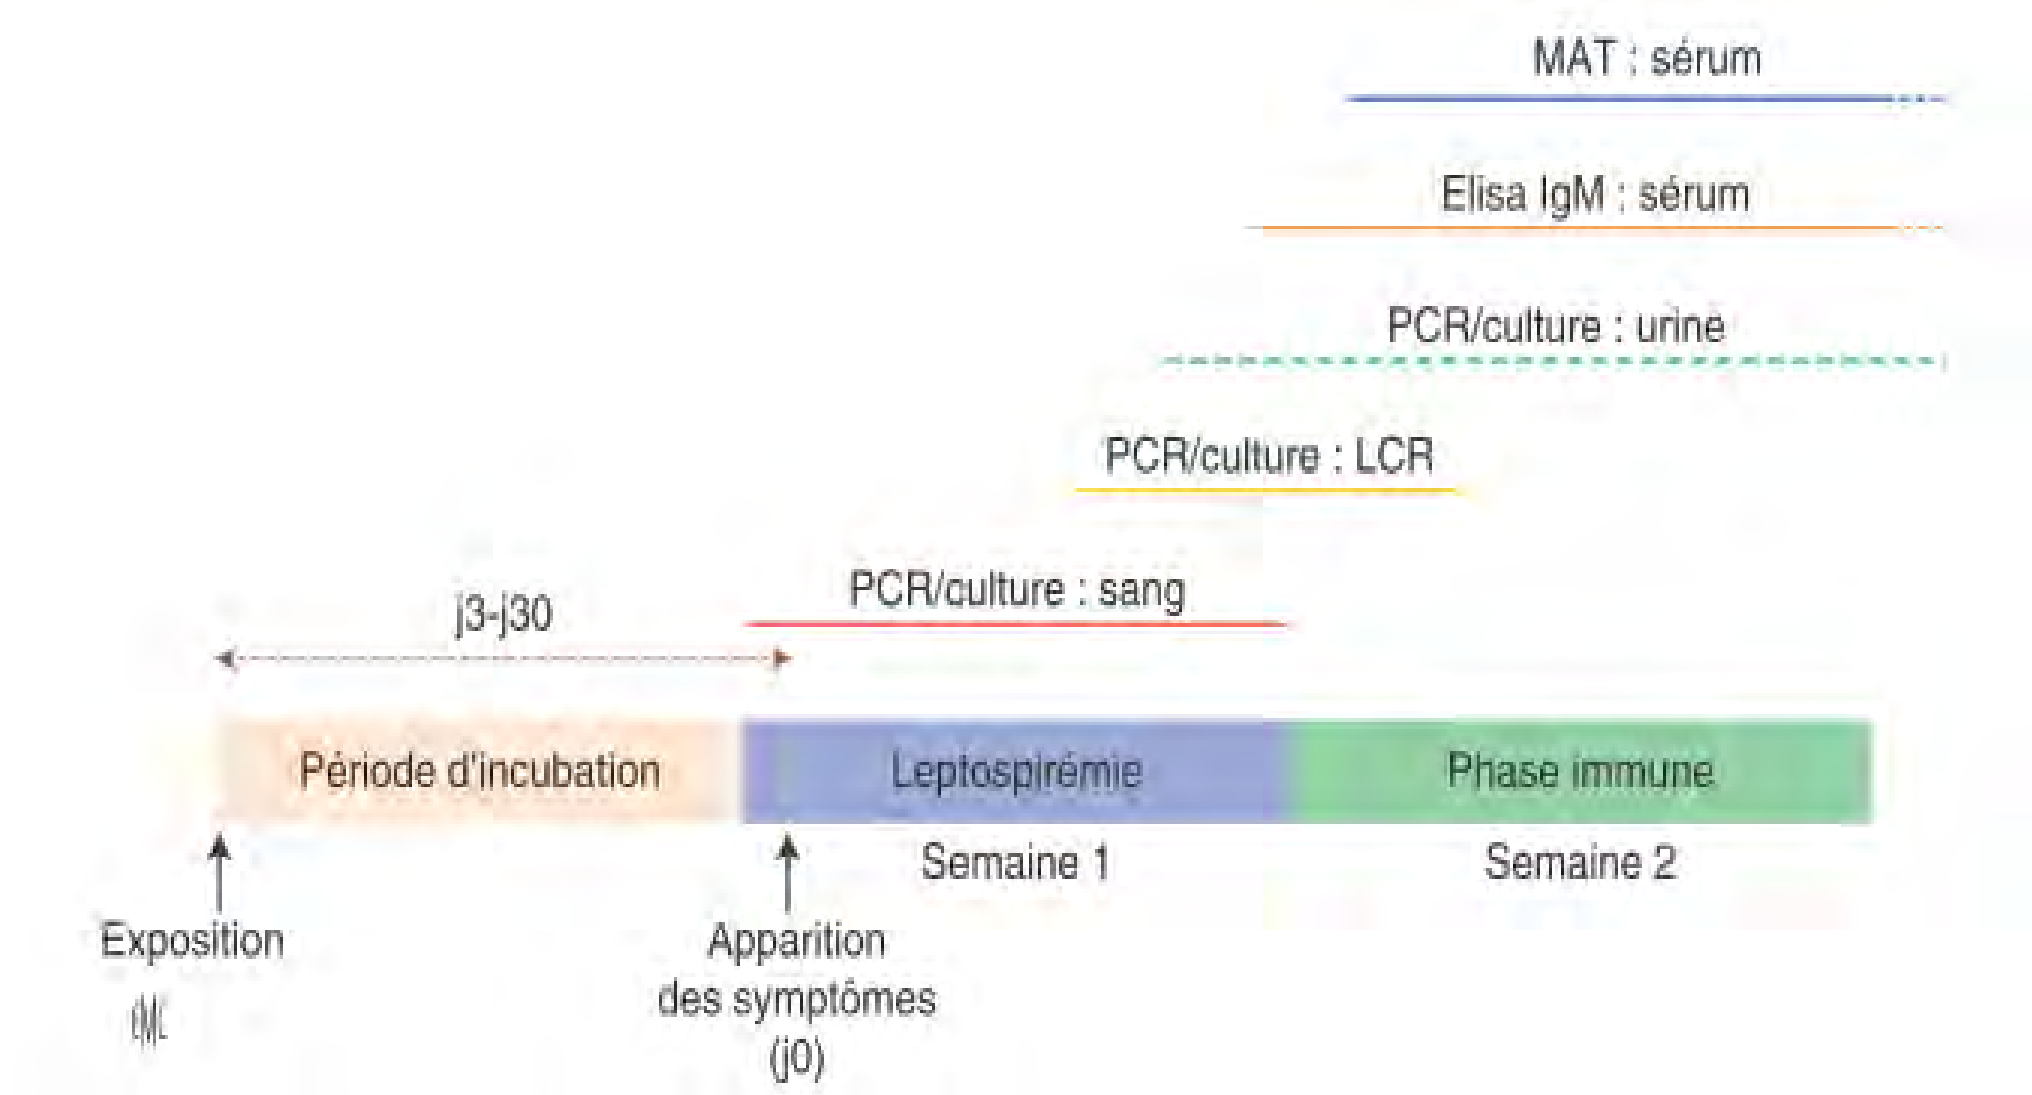 MAT : sérum
Elisa IgM : sérum
PCR/culture : urine
PCR/culture : LCR
PCR/culture : sang
j3-j30
Période d'incubation
Leptospirémie
Phase immune
Semaine 1
Semaine 2
Exposition
Apparition
des symptômes
(j0)